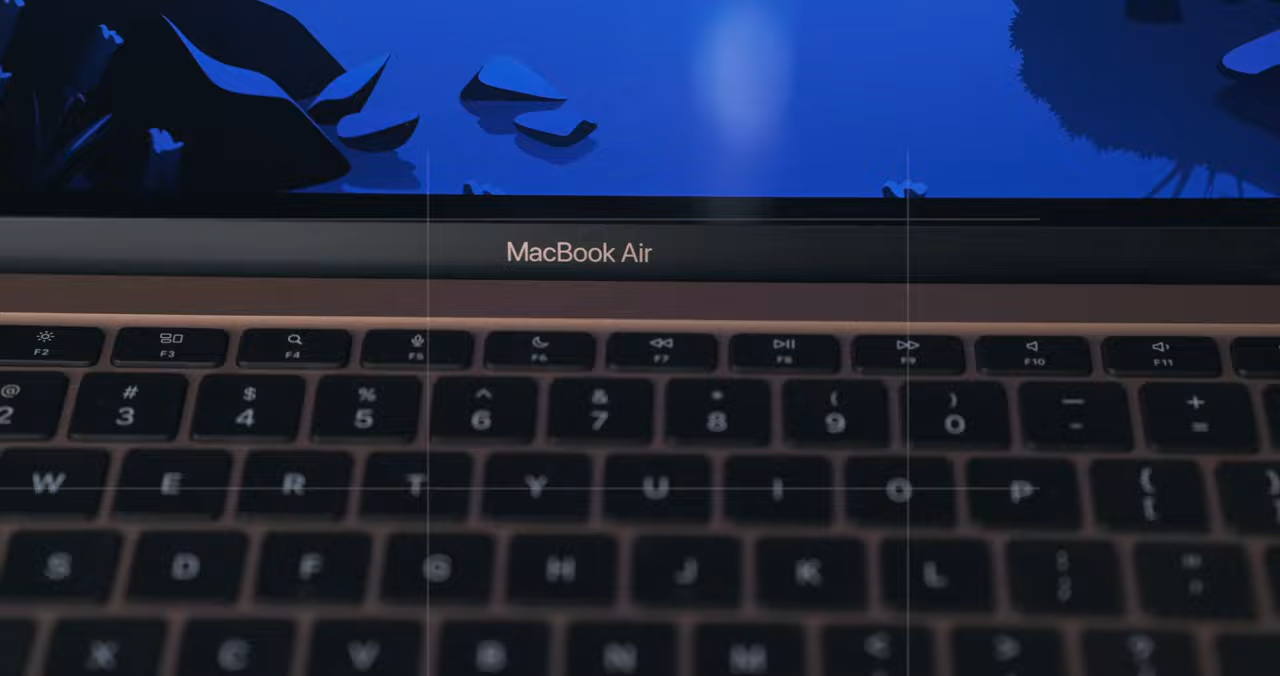 MacBook Air
F2 F3 F4 F5 F6 F7 F8 F9 F10 F11
@ # $ % ^ & * ( ) — +
2 3 4 5 6 7 8 9 0 - =
W E R T Y U I O P { }
[ ]
S D F G H J K L : "
; '
X C V B N M < > ?